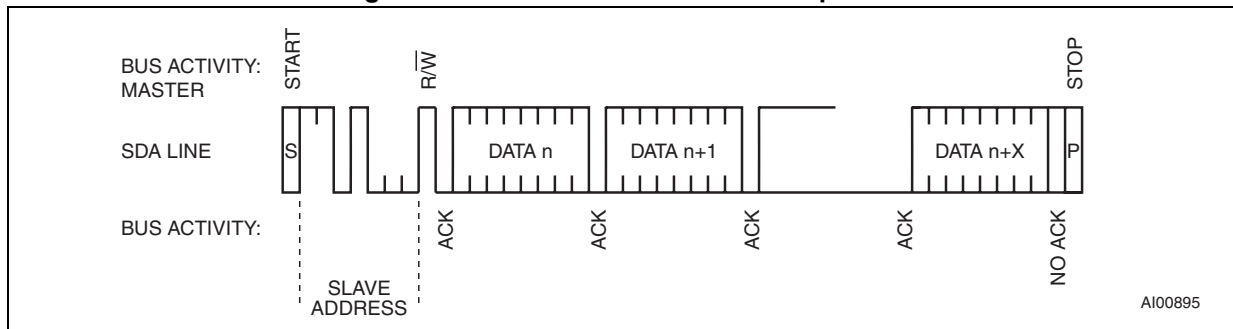 BUS ACTIVITY:
MASTER
START
R/W
STOP
SDA LINE
S
DATA n
DATA n+1
DATA n+X
P
BUS ACTIVITY:
ACK
ACK
ACK
ACK
NO ACK
SLAVE
ADDRESS
AI00895